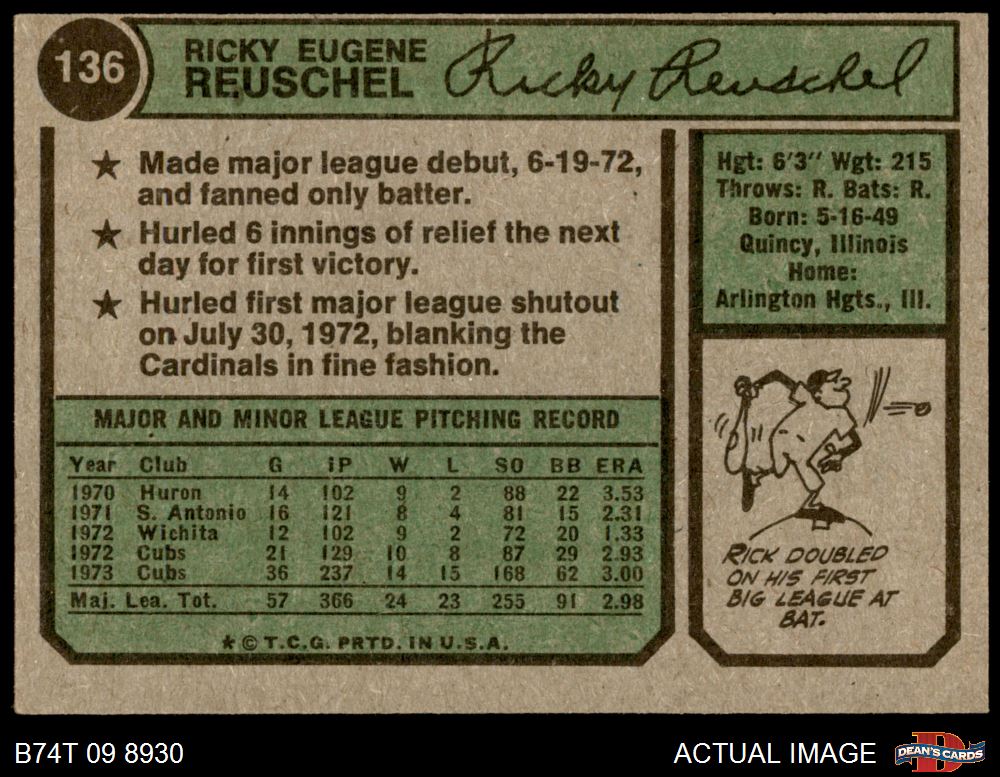 136
RICKY EUGENE
REUSCHEL
Ricky Reuschel
★ Made major league debut, 6-19-72,
and fanned only batter.
★ Hurled 6 innings of relief the next
day for first victory.
★ Hurled first major league shutout
on July 30, 1972, blanking the
Cardinals in fine fashion.
MAJOR AND MINOR LEAGUE PITCHING RECORD
Year Club G IP W L SO BB ERA
1970 Huron 14 102 9 2 88 22 3.53
1971 S. Antonio 16 121 8 4 81 15 2.31
1972 Wichita 12 102 9 2 72 20 1.33
1972 Cubs 21 129 10 8 87 29 2.93
1973 Cubs 36 237 14 15 168 62 3.00
Maj. Lea. Tot. 57 366 24 23 255 91 2.98
★ © T.C.G. PRTD. IN U.S.A.
Hgt: 6'3" Wgt: 215
Throws: R. Bats: R.
Born: 5-16-49
Quincy, Illinois
Home:
Arlington Hgts., Ill.
RICK DOUBLED
ON HIS FIRST
BIG LEAGUE AT
BAT.
B74T 09 8930
ACTUAL IMAGE
D
DEAN'S CARDS